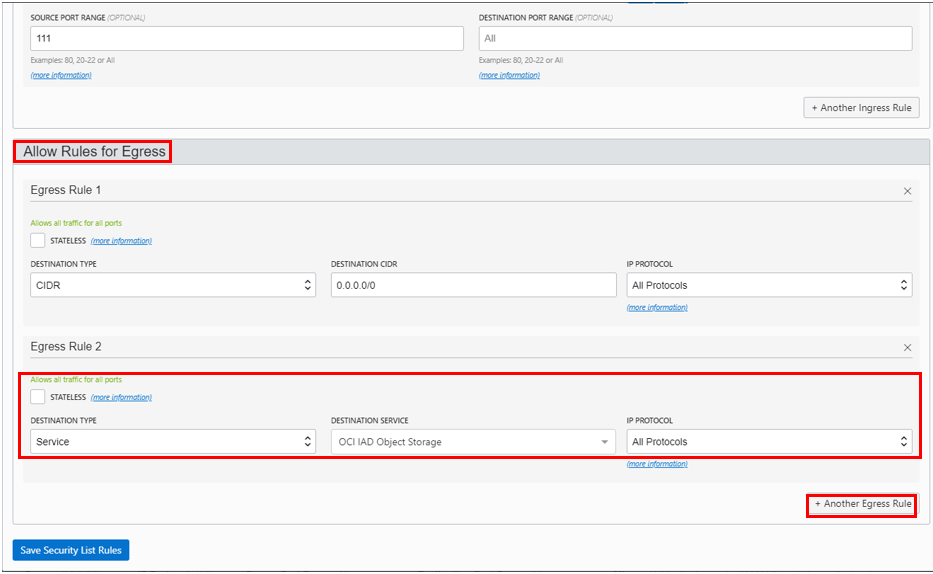 SOURCE PORT RANGE (OPTIONAL) DESTINATION PORT RANGE (OPTIONAL)
111 All
Examples: 80, 20-22 or All Examples: 80, 20-22 or All
(more information) (more information)
+ Another Ingress Rule
Allow Rules for Egress
Egress Rule 1
Allows all traffic for all ports
STATELESS (more information)
DESTINATION TYPE DESTINATION CIDR IP PROTOCOL
CIDR 0.0.0.0/0 All Protocols
(more information)
Egress Rule 2
Allows all traffic for all ports
STATELESS (more information)
DESTINATION TYPE DESTINATION SERVICE IP PROTOCOL
Service OCI IAD Object Storage All Protocols
(more information)
+ Another Egress Rule
Save Security List Rules